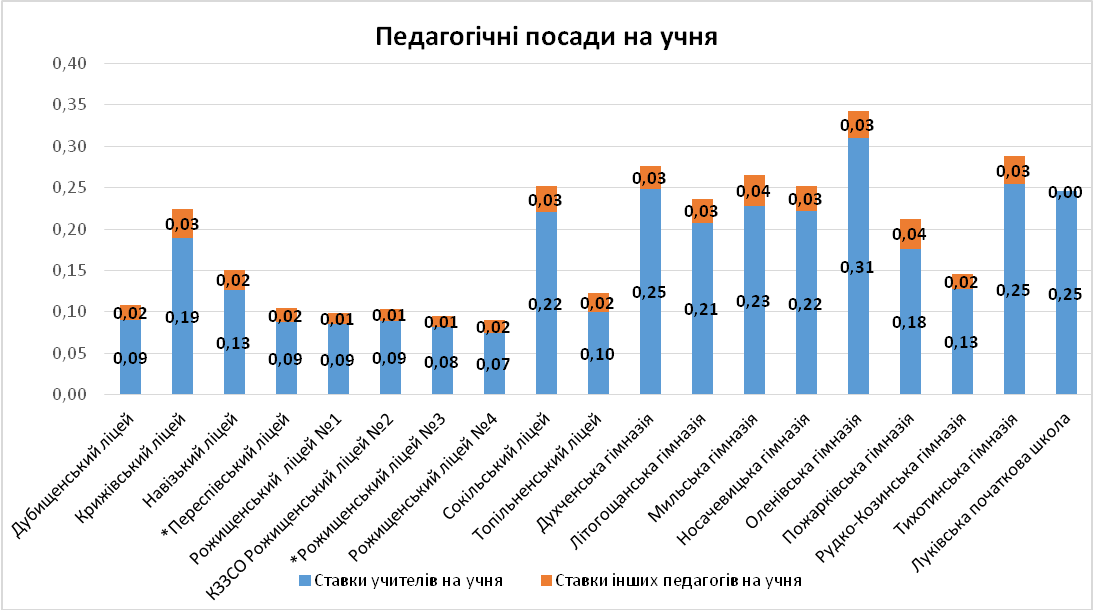 Педагогічні посади на учня
0,40
0,35
0,30
0,25
0,20
0,15
0,10
0,05
0,00
0,02 0,03 0,02 0,02 0,01 0,01 0,01 0,02 0,03 0,02 0,03 0,03 0,04 0,03 0,03 0,04 0,02 0,03 0,00
0,09 0,19 0,13 0,09 0,09 0,09 0,08 0,07 0,22 0,10 0,25 0,21 0,23 0,22 0,31 0,18 0,13 0,25 0,25
Дубищенський ліцей
Крижівський ліцей
Навізький ліцей
*Переспівський ліцей
Рожищенський ліцей №1
КЗЗСО Рожищенський ліцей №2
*Рожищенський ліцей №3
Рожищенський ліцей №4
Сокільський ліцей
Топільненський ліцей
Духченська гімназія
Літогощанська гімназія
Мильська гімназія
Носачевицька гімназія
Оленівська гімназія
Пожарківська гімназія
Рудко-Козинська гімназія
Тихотинська гімназія
Луківська початкова школа
Ставки учителів на учня
Ставки інших педагогів на учня